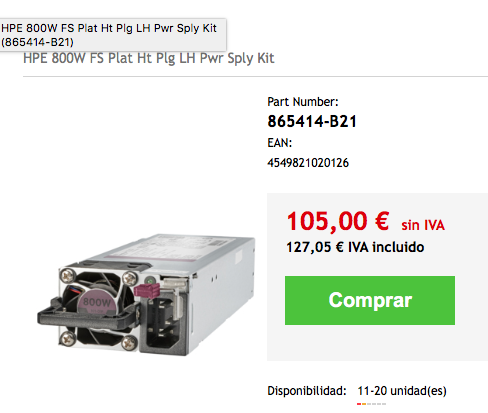 HPE 800W FS Plat Ht Plg LH Pwr Sply Kit
(865414-B21)
HPE 800W FS Plat Ht Plg LH Pwr Sply Kit
Part Number:
865414-B21
EAN:
4549821020126
105,00 € sin IVA
127,05 € IVA incluido
800W
Comprar
Disponibilidad: 11-20 unidad(es)